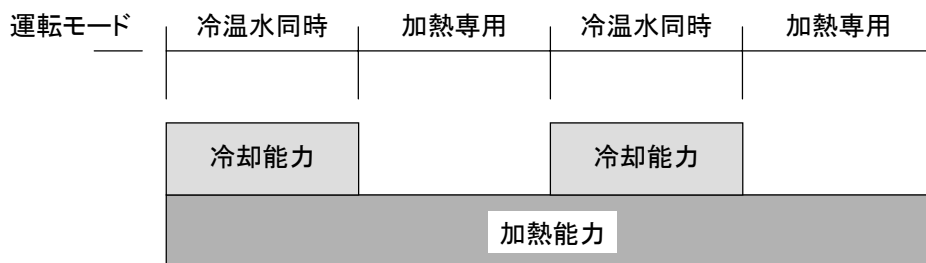 運転モード 冷温水同時 加熱専用 冷温水同時 加熱専用
冷却能力 冷却能力
加熱能力